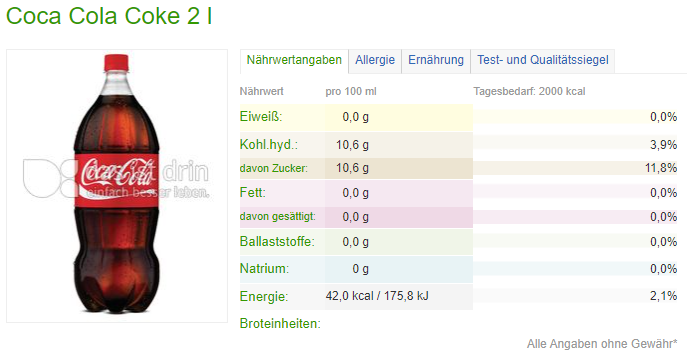 Coca Cola Coke 2 l
Nährwertangaben Allergie Ernährung Test- und Qualitätssiegel
Nährwert pro 100 ml Tagesbedarf: 2000 kcal
Eiweiß: 0,0 g 0,0%
Kohl.hyd.: 10,6 g 3,9%
davon Zucker: 10,6 g 11,8%
Fett: 0,0 g 0,0%
davon gesättigt: 0,0 g 0,0%
Ballaststoffe: 0,0 g 0,0%
Natrium: 0 g 0,0%
Energie: 42,0 kcal / 175,8 kJ 2,1%
Broteinheiten:
Alle Angaben ohne Gewähr*
Coca-Cola
drin
einfach besser leben.